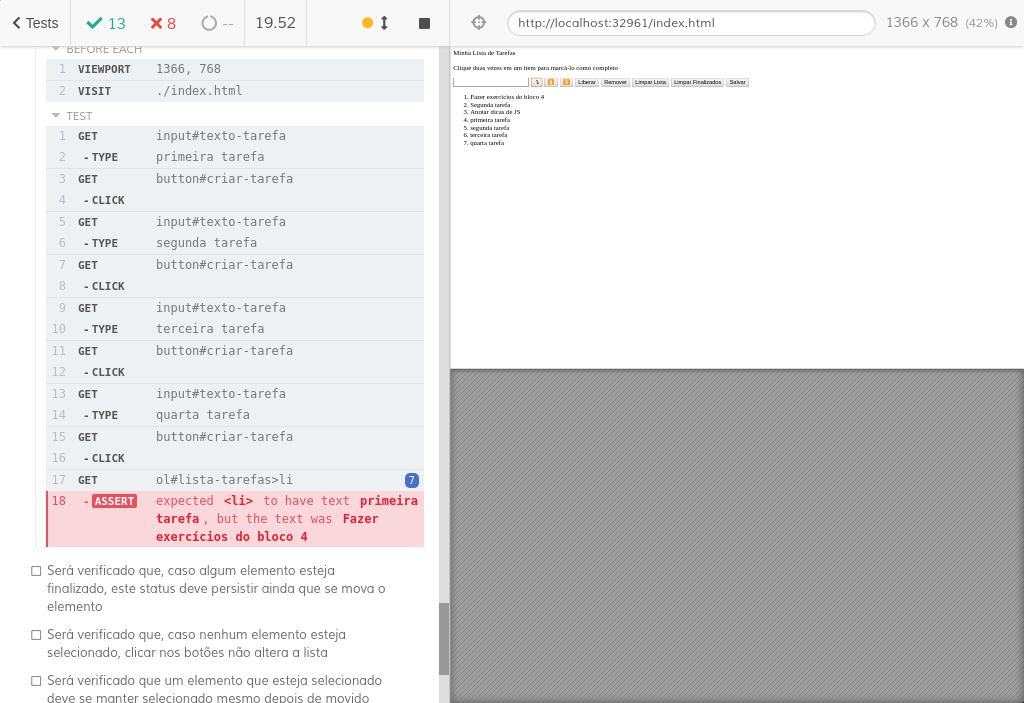 Tests
13
8
--
19.52
http://localhost:32961/index.html
1366 x 768 (42%)
BEFORE EACH
1 VIEWPORT 1366, 768
2 VISIT ./index.html
TEST
1 GET input#texto-tarefa
2 -TYPE primeira tarefa
3 GET button#criar-tarefa
4 -CLICK
5 GET input#texto-tarefa
6 -TYPE segunda tarefa
7 GET button#criar-tarefa
8 -CLICK
9 GET input#texto-tarefa
10 -TYPE terceira tarefa
11 GET button#criar-tarefa
12 -CLICK
13 GET input#texto-tarefa
14 -TYPE quarta tarefa
15 GET button#criar-tarefa
16 -CLICK
17 GET ol#lista-tarefas>li 7
18 -ASSERT expected <li> to have text primeira
tarefa, but the text was Fazer
exercícios do bloco 4
Será verificado que, caso algum elemento esteja
finalizado, este status deve persistir ainda que se mova o
elemento
Será verificado que, caso nenhum elemento esteja
selecionado, clicar nos botões não altera a lista
Será verificado que um elemento que esteja selecionado
deve se manter selecionado mesmo depois de movido
Minha Lista de Tarefas
Clique duas vezes em um item para marcá-lo como completo
Liberar Remover Limpar Lista Limpar Finalizados Salvar
1. Fazer exercícios do bloco 4
2. Segunda tarefa
3. Anotar dicas de JS
4. primeira tarefa
5. segunda tarefa
6. terceira tarefa
7. quarta tarefa